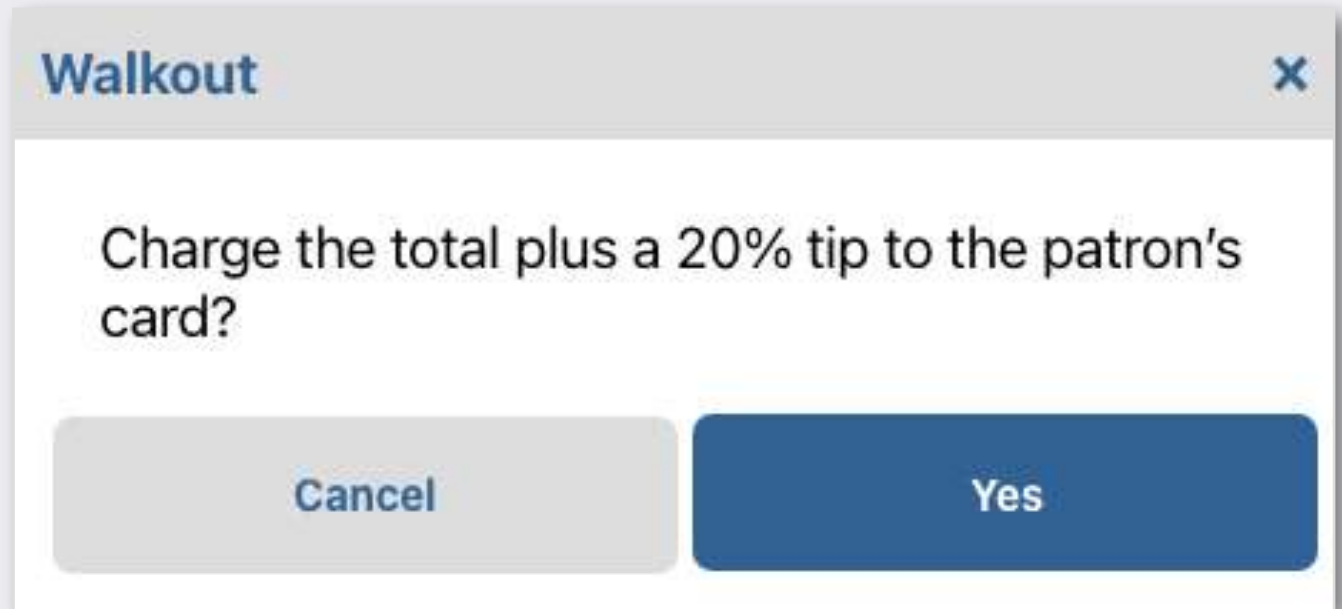 Walkout ×
Charge the total plus a 20% tip to the patron’s
card?
Cancel Yes